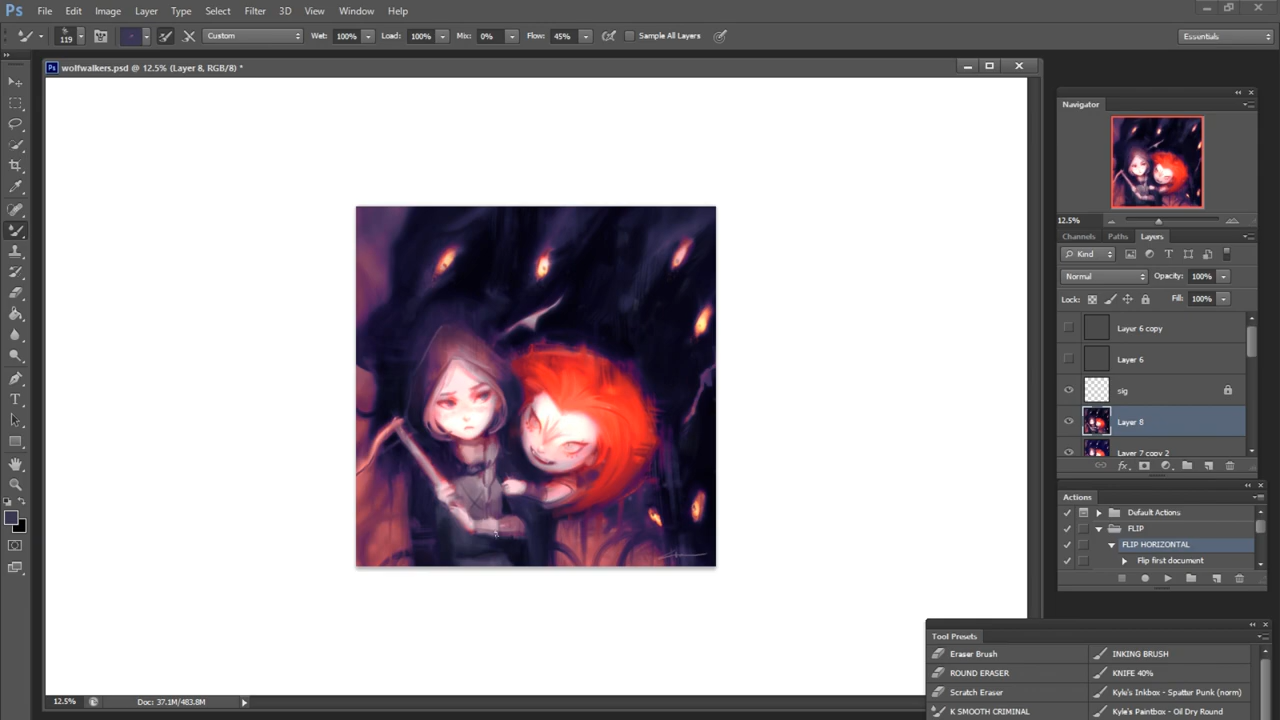 Ps File Edit Image Layer Type Select Filter 3D View Window Help
119 Custom Wet: 100% Load: 100% Mix: 0% Flow: 45% Sample All Layers Essentials
Ps wolfwalkers.psd @ 12.5% (Layer 8, RGB/8) *
Navigator
12.5%
Channels Paths Layers
Kind
Normal Opacity: 100%
Lock: Fill: 100%
Layer 6 copy
Layer 6
sig
Layer 8
Layer 7 copy 2
fx
Actions
Default Actions
FLIP
FLIP HORIZONTAL
Flip first document
Tool Presets
Eraser Brush INKING BRUSH
ROUND ERASER KNIFE 40%
Scratch Eraser Kyle's Inkbox - Spatter Punk (norm)
K SMOOTH CRIMINAL Kyle's Paintbox - Oil Dry Round
12.5% Doc: 37.1M/483.8M